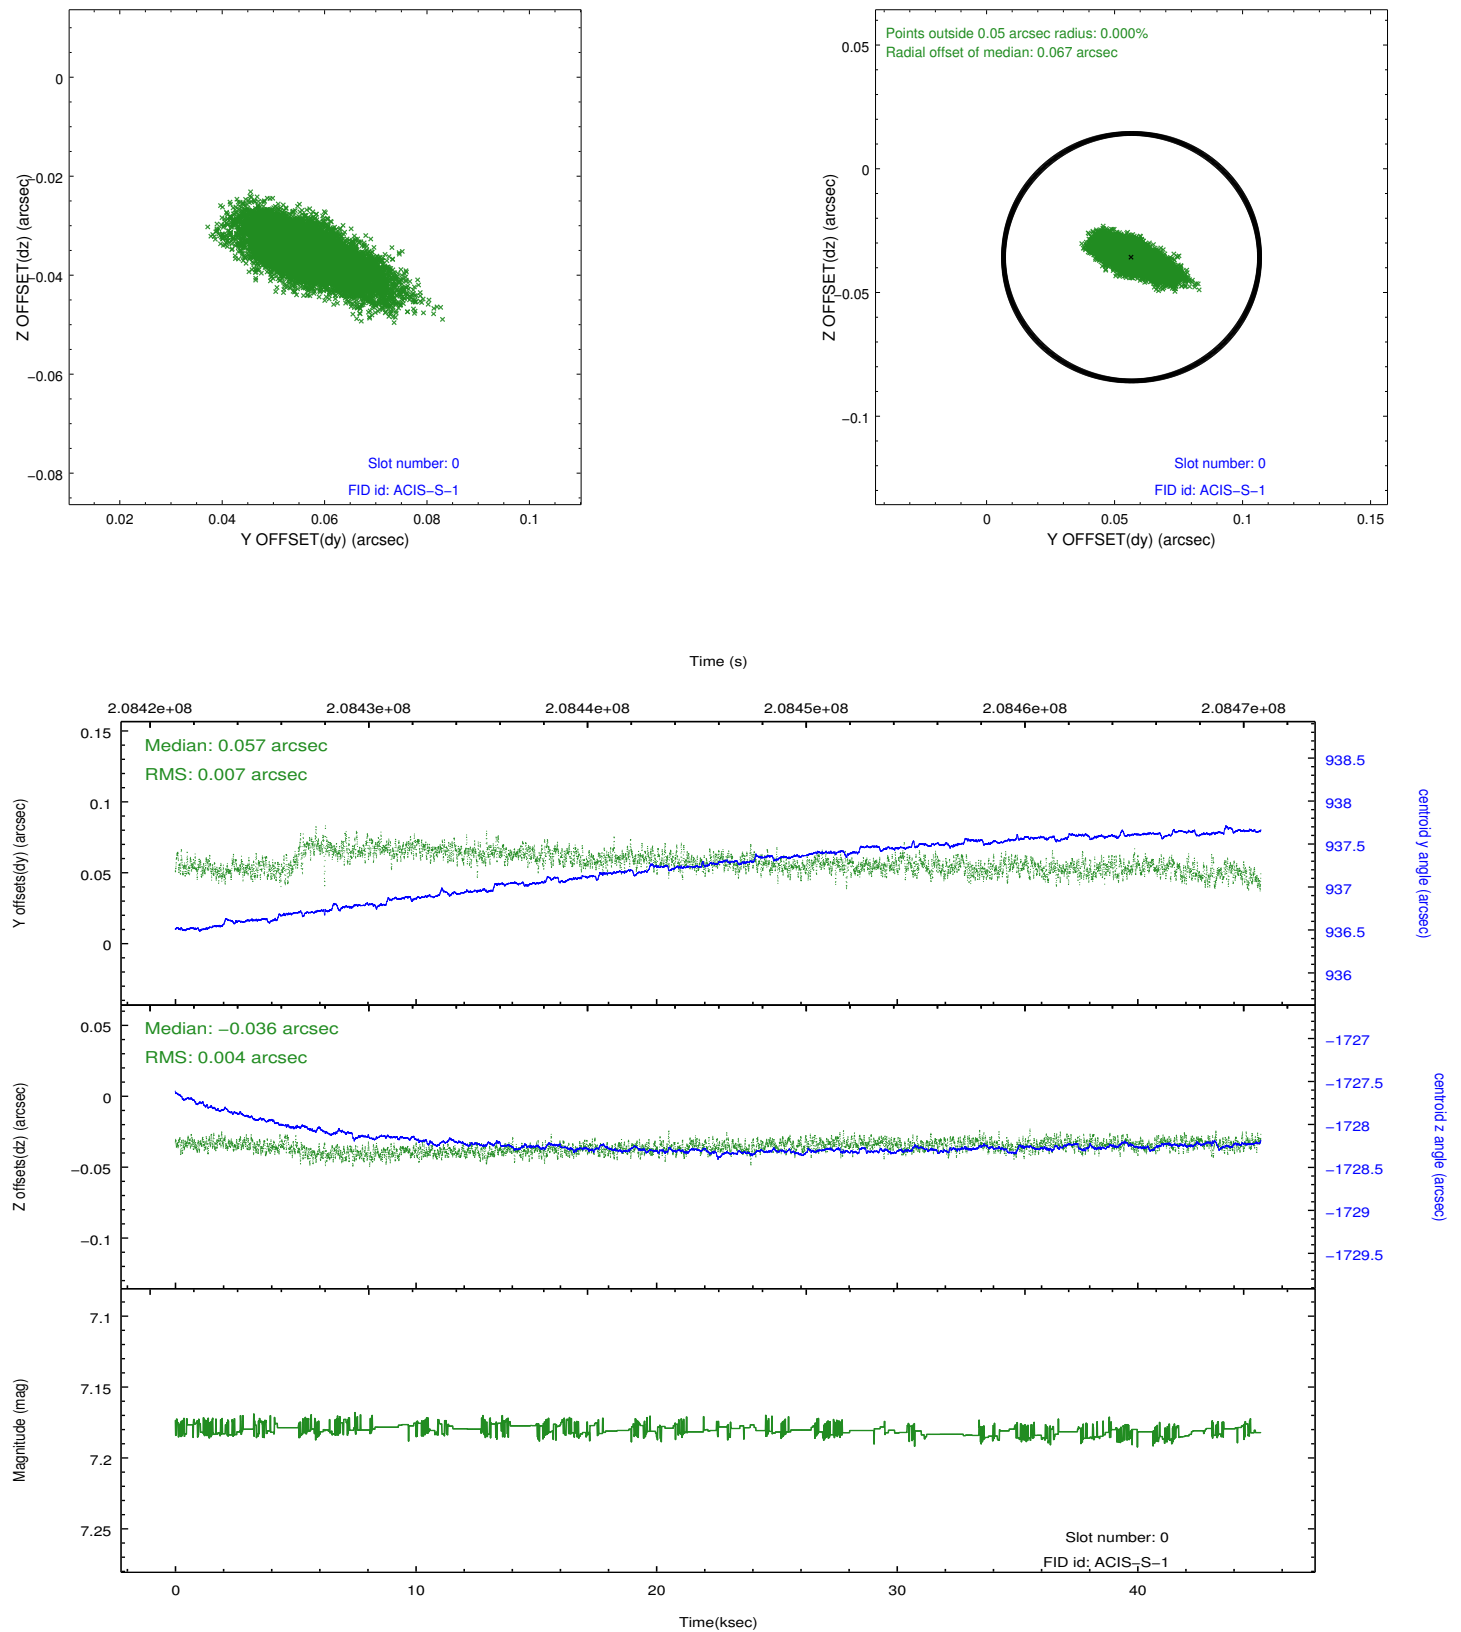 0
−0.02
−0.04
−0.06
−0.08
Z OFFSET(dz) (arcsec)
Slot number: 0
FID id: ACIS−S−1
0.02 0.04 0.06 0.08 0.1
Y OFFSET(dy) (arcsec)
Points outside 0.05 arcsec radius: 0.000%
Radial offset of median: 0.067 arcsec
0.05
0
−0.05
−0.1
Z OFFSET(dz) (arcsec)
Slot number: 0
FID id: ACIS−S−1
0 0.05 0.1 0.15
Y OFFSET(dy) (arcsec)
Time (s)
2.0842e+08 2.0843e+08 2.0844e+08 2.0845e+08 2.0846e+08 2.0847e+08
Median: 0.057 arcsec
RMS: 0.007 arcsec
0.15
0.1
0.05
0
Y offsets(dy) (arcsec)
938.5
938
937.5
937
936.5
936
centroid y angle (arcsec)
Median: −0.036 arcsec
RMS: 0.004 arcsec
0.05
0
−0.05
−0.1
Z offsets(dz) (arcsec)
−1727
−1727.5
−1728
−1728.5
−1729
−1729.5
centroid z angle (arcsec)
7.1
7.15
7.2
7.25
Magnitude (mag)
Slot number: 0
FID id: ACIS−S−1
0 10 20 30 40
Time(ksec)